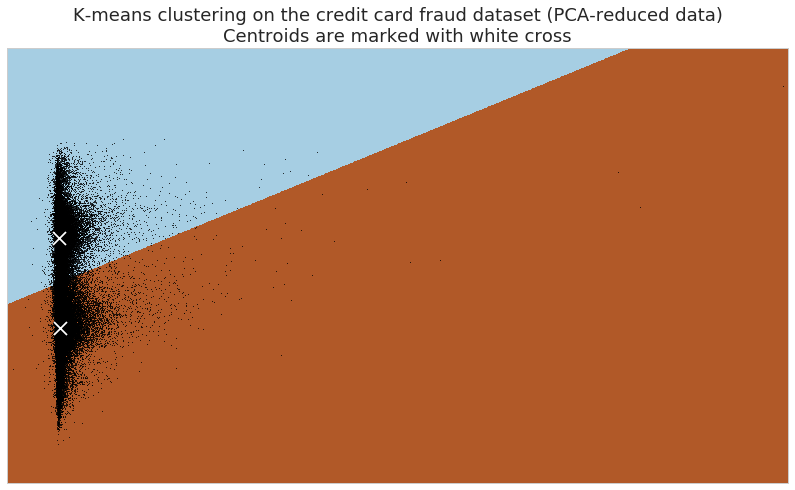 K-means clustering on the credit card fraud dataset (PCA-reduced data)
Centroids are marked with white cross